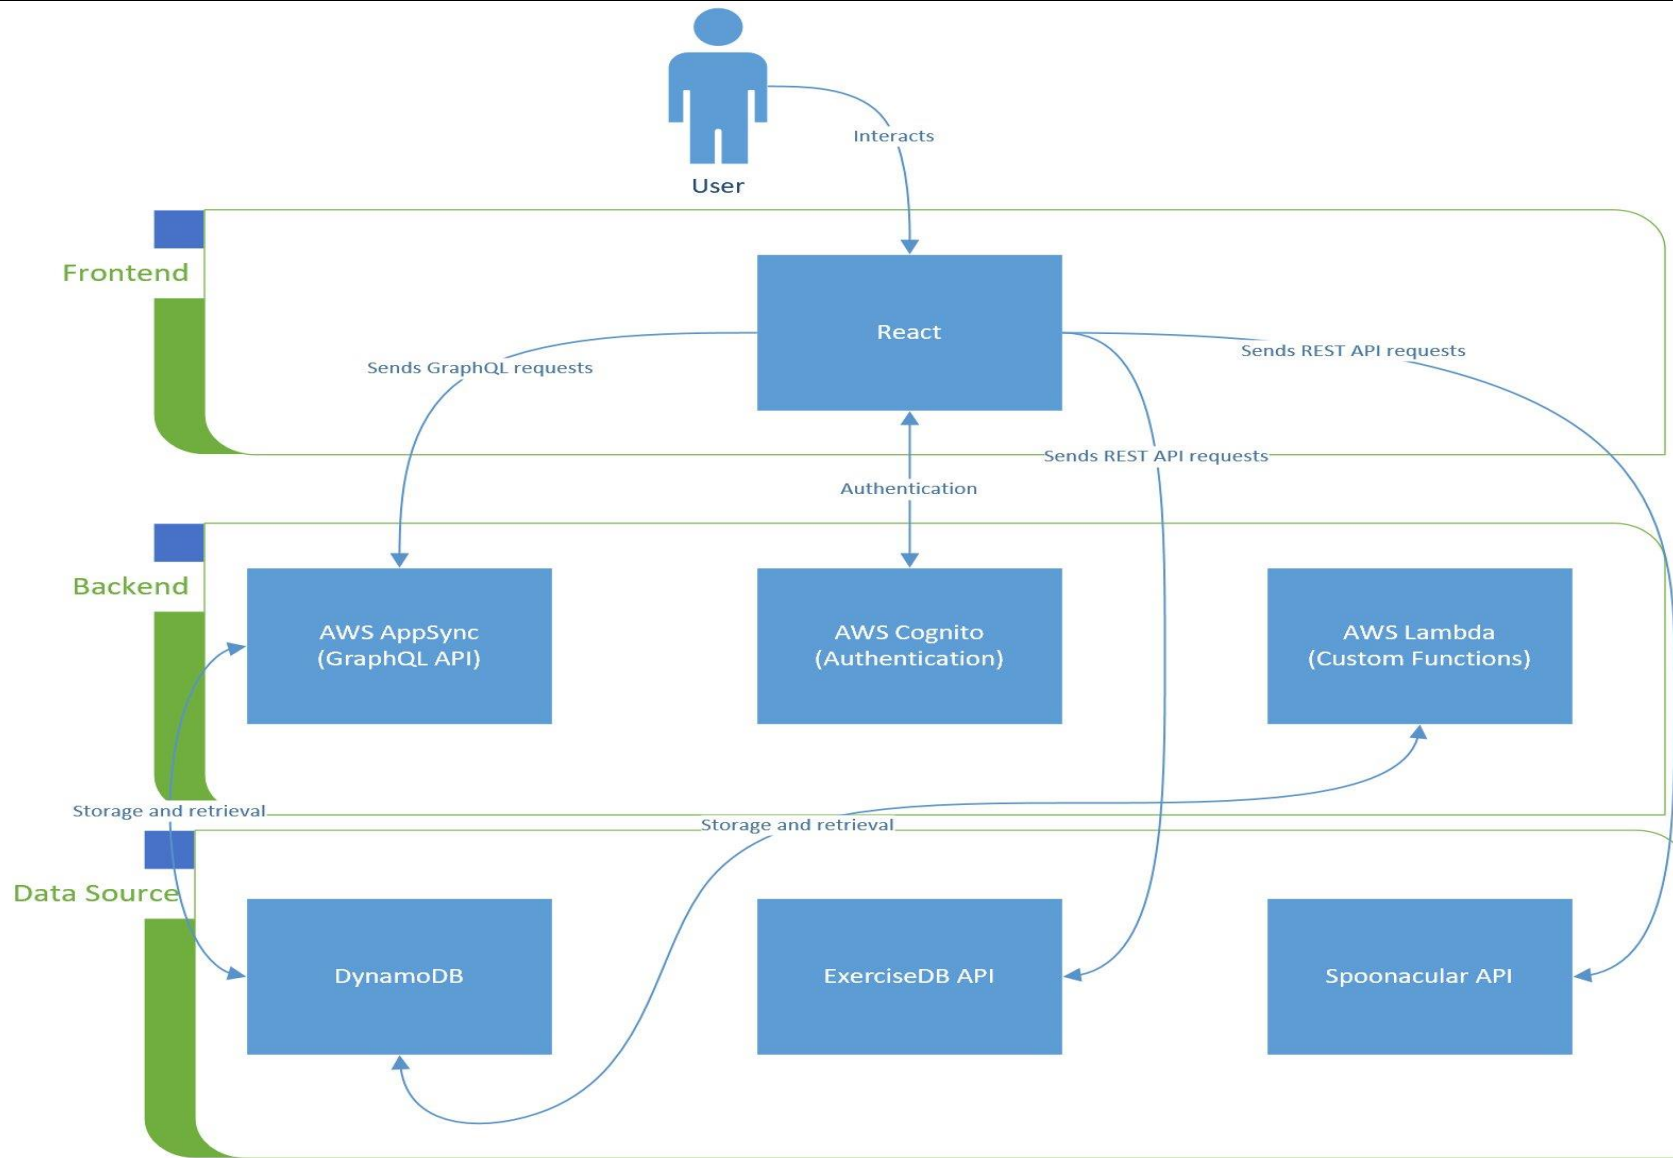 User
Interacts
Frontend
React
Sends GraphQL requests
Sends REST API requests
Sends REST API requests
Authentication
Backend
AWS AppSync
(GraphQL API)
AWS Cognito
(Authentication)
AWS Lambda
(Custom Functions)
Storage and retrieval
Storage and retrieval
Data Source
DynamoDB
ExerciseDB API
Spoonacular API